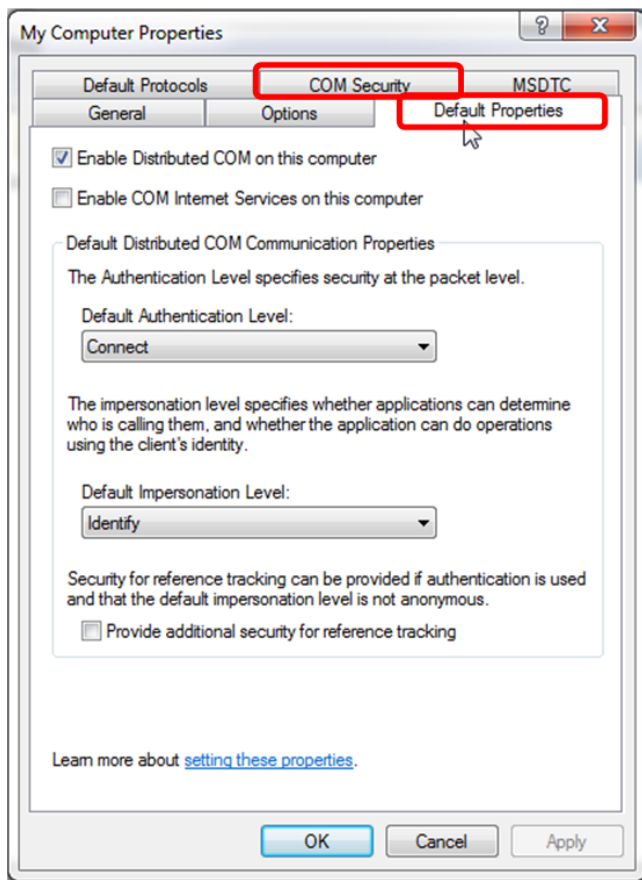 My Computer Properties
Default Protocols COM Security MSDTC
General Options Default Properties
Enable Distributed COM on this computer
Enable COM Internet Services on this computer
Default Distributed COM Communication Properties
The Authentication Level specifies security at the packet level.
Default Authentication Level:
Connect
The impersonation level specifies whether applications can determine
who is calling them, and whether the application can do operations
using the client's identity.
Default Impersonation Level:
Identify
Security for reference tracking can be provided if authentication is used
and that the default impersonation level is not anonymous.
Provide additional security for reference tracking
Learn more about setting these properties.
OK Cancel Apply